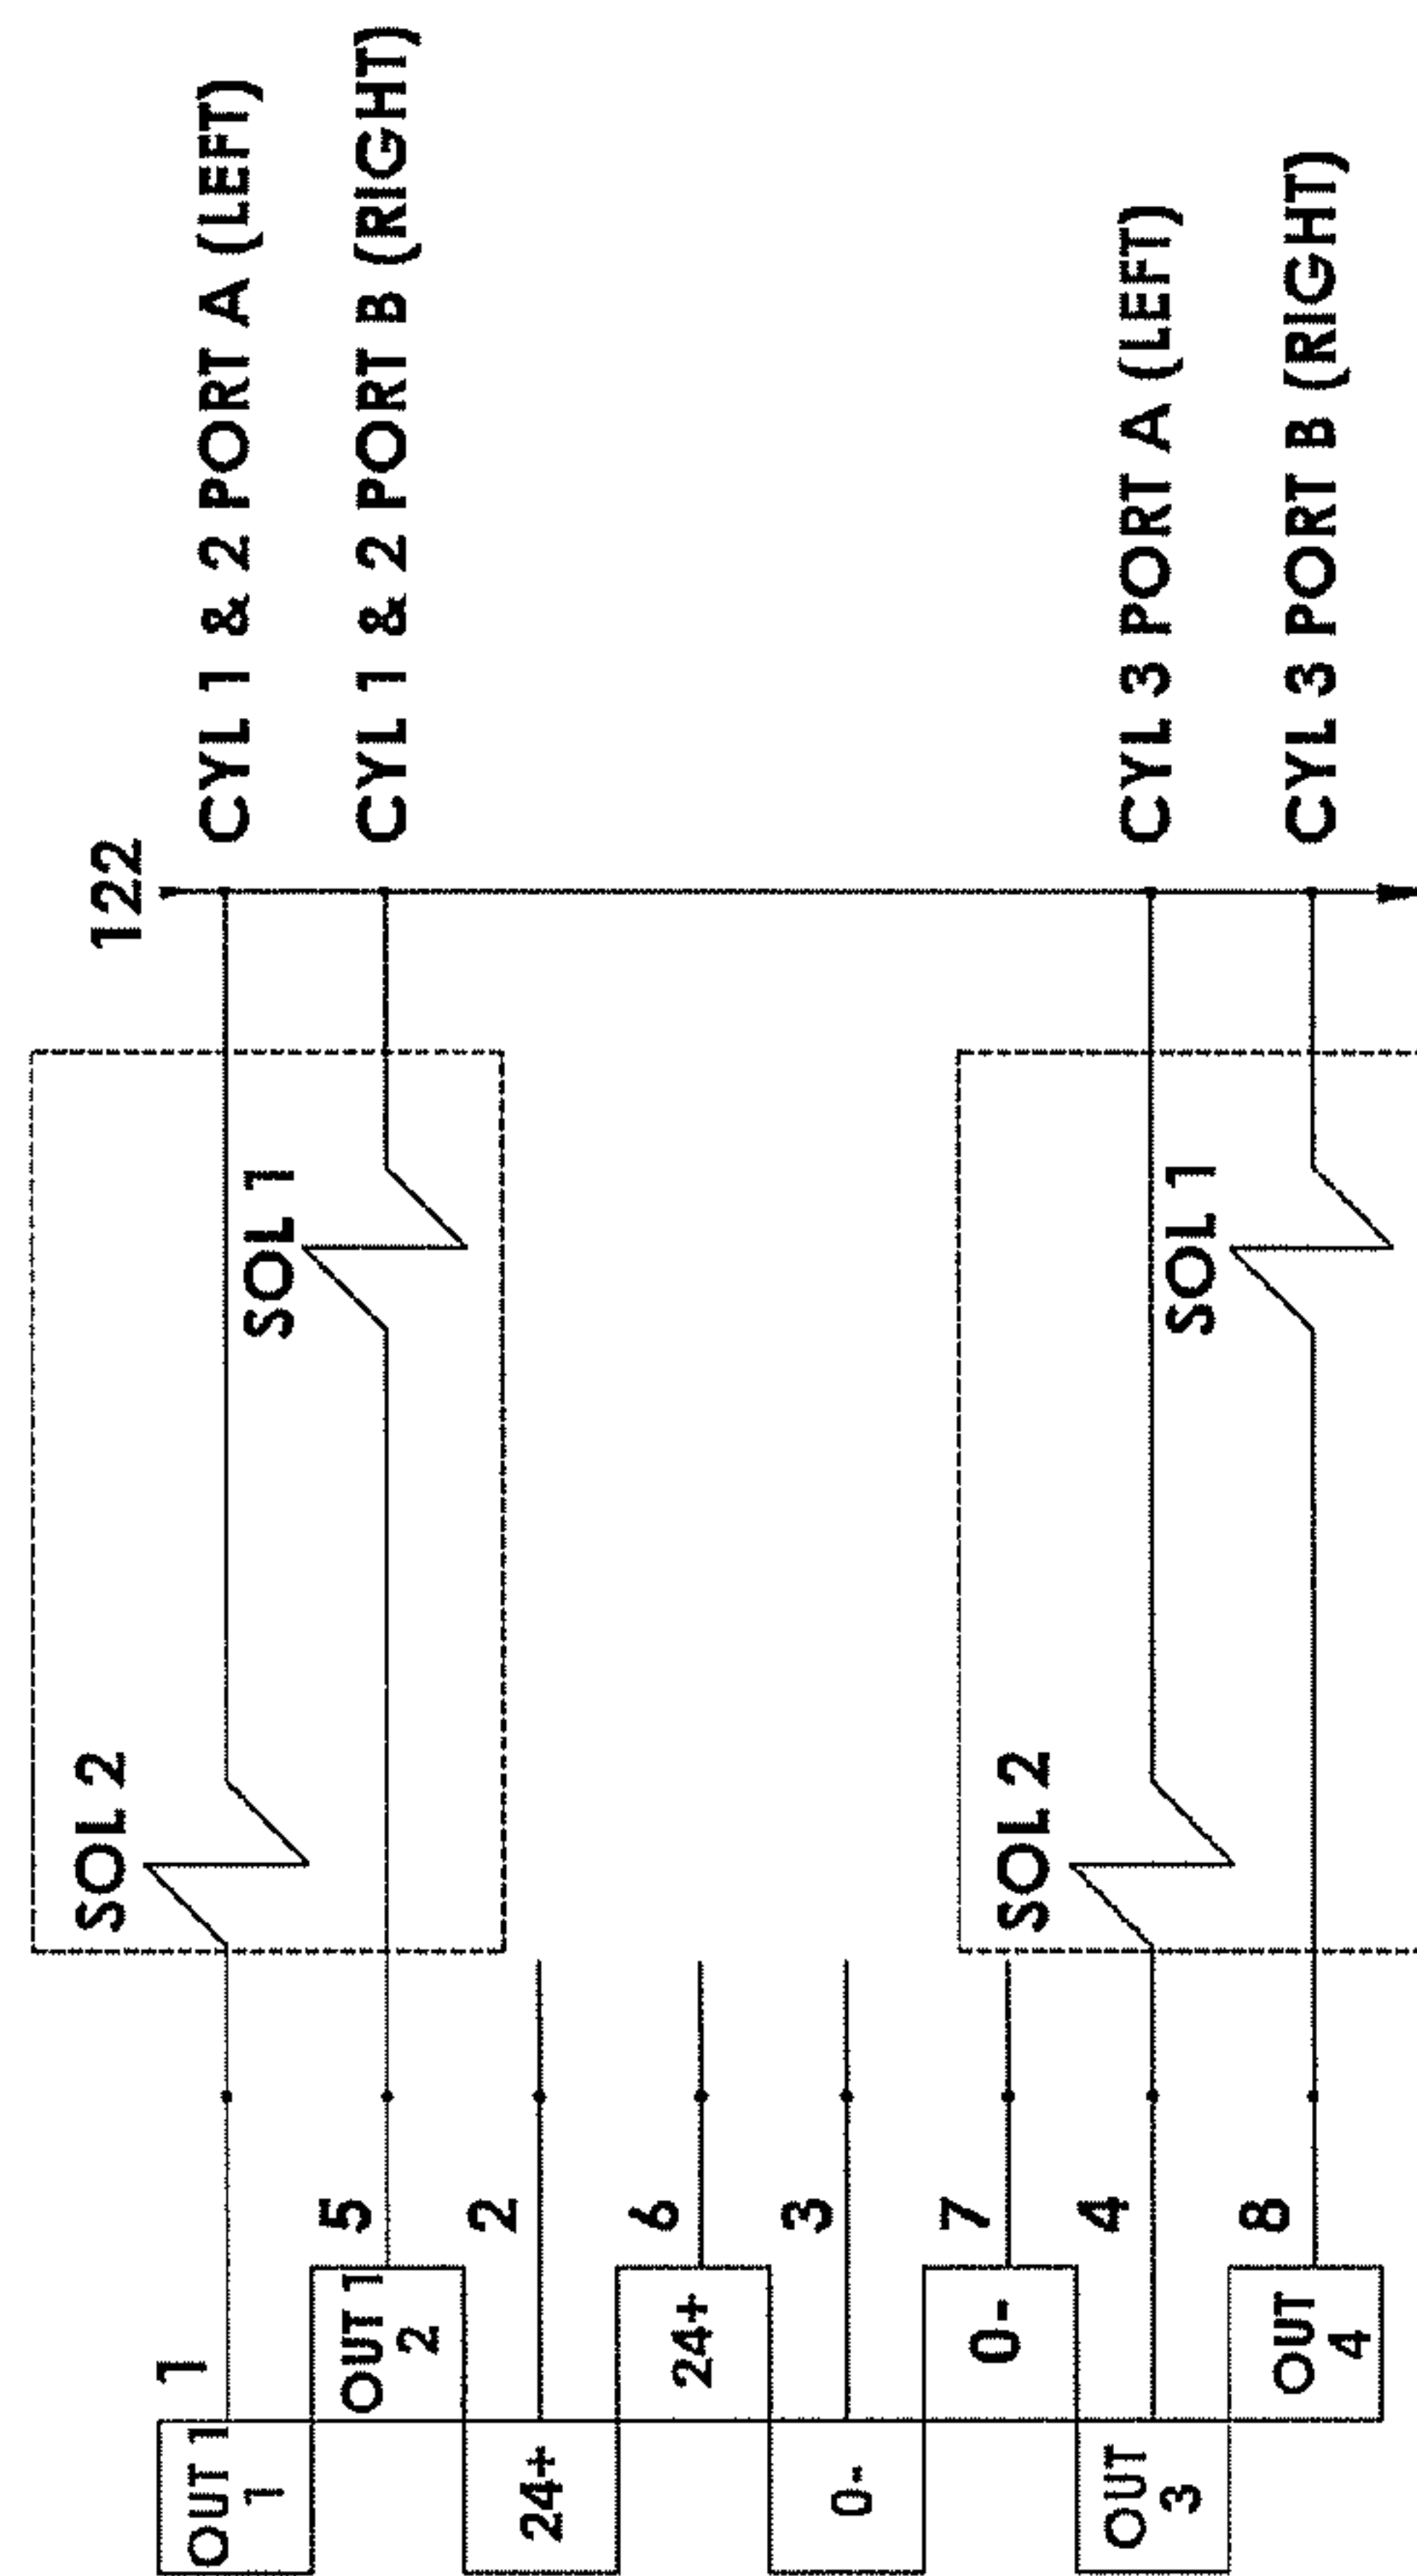 122
OUT 1
1
1
SOL 2
CYL 1 & 2 PORT A (LEFT)
OUT 1
2
5
SOL 1
CYL 1 & 2 PORT B (RIGHT)
24+
2
24+
6
0-
3
0-
7
OUT
3
4
SOL 2
CYL 3 PORT A (LEFT)
OUT
4
8
SOL 1
CYL 3 PORT B (RIGHT)